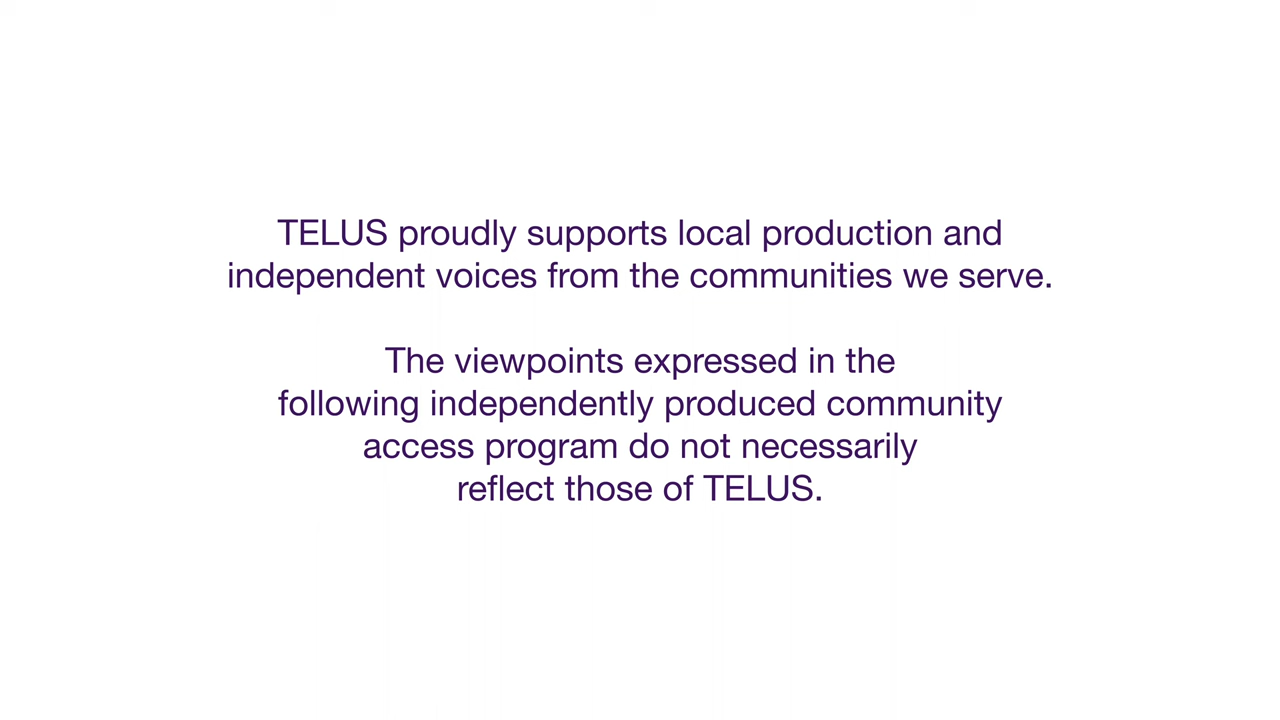 TELUS proudly supports local production and
independent voices from the communities we serve.
The viewpoints expressed in the
following independently produced community
access program do not necessarily
reflect those of TELUS.